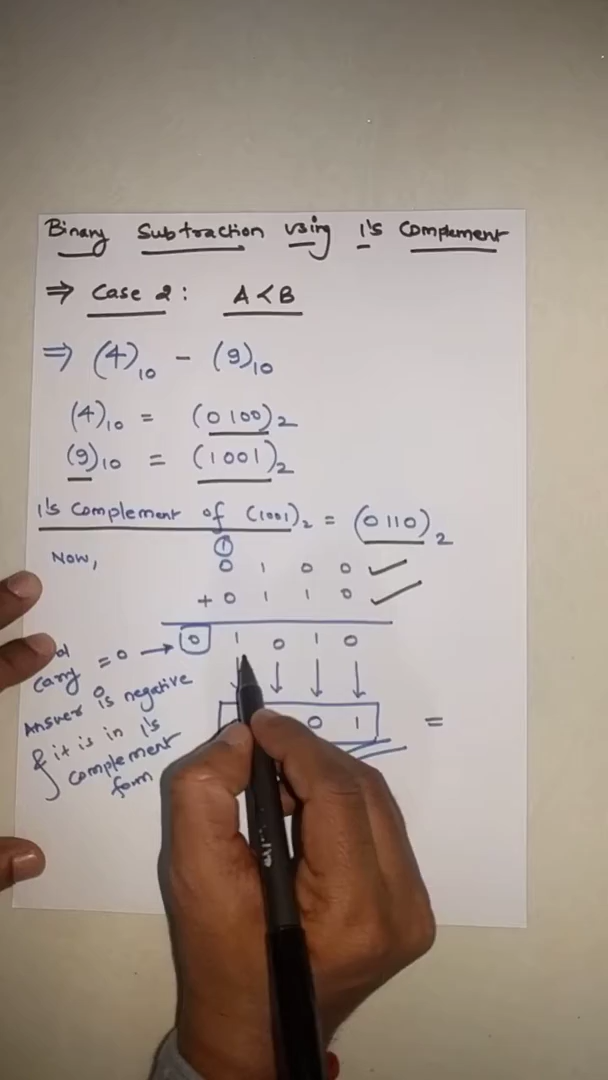 Binary Subtraction using 1's Complement
⇒ Case 2: A < B
⇒ (4)₁₀ - (9)₁₀
(4)₁₀ = (0100)₂
(9)₁₀ = (1001)₂
1's Complement of (1001)₂ = (0110)₂
Now,
1
0 1 0 0 ✓
+ 0 1 1 0 ✓
0 1 0 1 0
carry = 0 →
↓ ↓ ↓ ↓
Answer is negative
0 1 =
& it is in 1's
complement
form